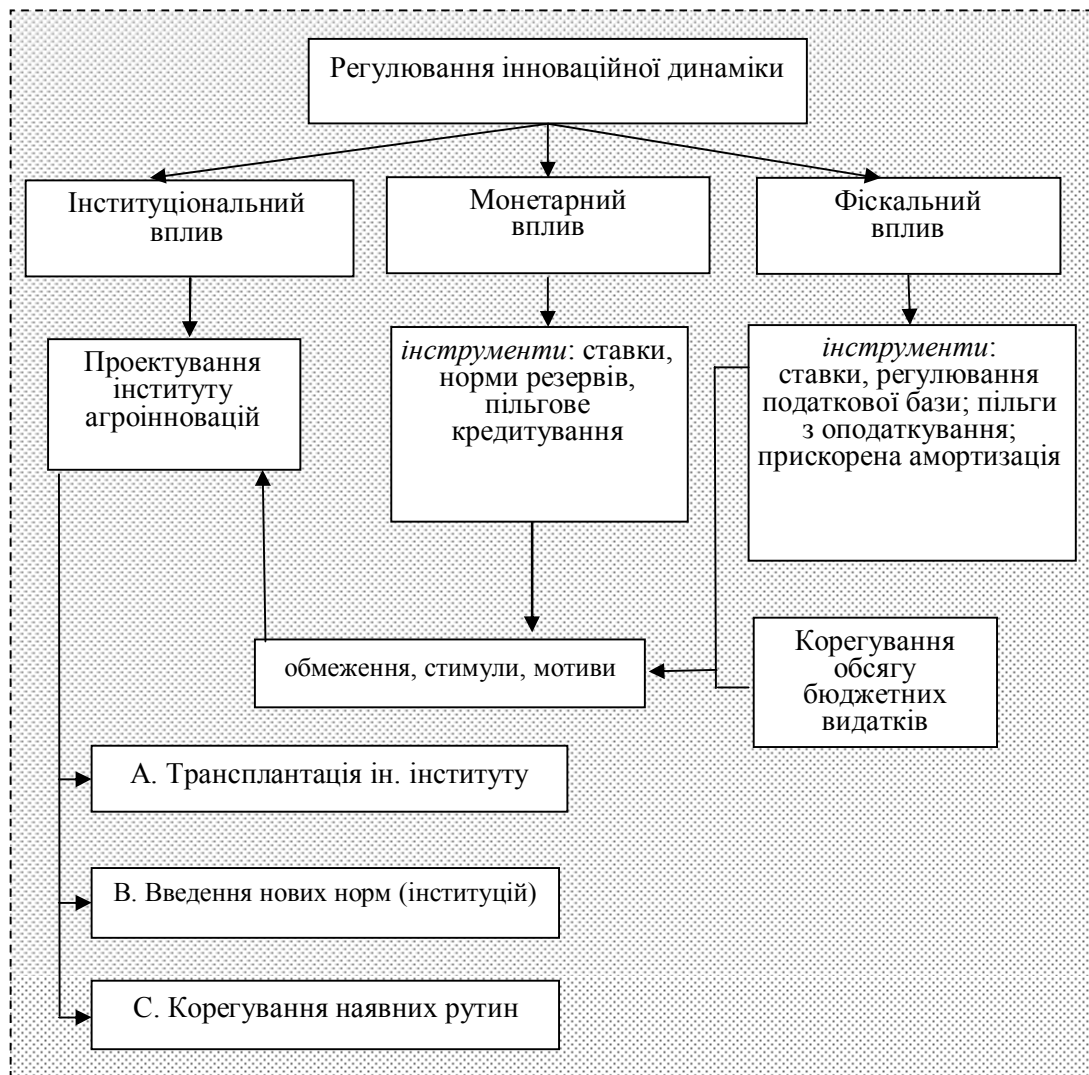 Регулювання інноваційної динаміки
Інституціональний
вплив
Монетарний
вплив
Фіскальний
вплив
Проектування
інституту
агроінновацій
інструменти: ставки,
норми резервів,
пільгове
кредитування
інструменти:
ставки, регулювання
податкової бази; пільги
з оподаткування;
прискорена амортизація
обмеження, стимули, мотиви
Корегування
обсягу
бюджетних
видатків
А. Трансплантація ін. інституту
В. Введення нових норм (інституцій)
С. Корегування наявних рутин